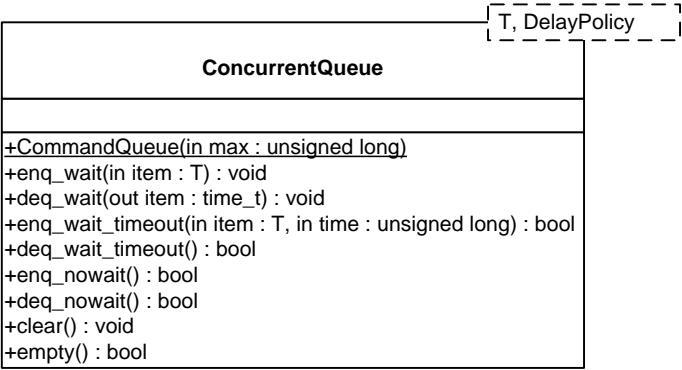 T, DelayPolicy
ConcurrentQueue
+CommandQueue(in max : unsigned long)
+enq_wait(in item : T) : void
+deq_wait(out item : time_t) : void
+enq_wait_timeout(in item : T, in time : unsigned long) : bool
+deq_wait_timeout() : bool
+enq_nowait() : bool
+deq_nowait() : bool
+clear() : void
+empty() : bool